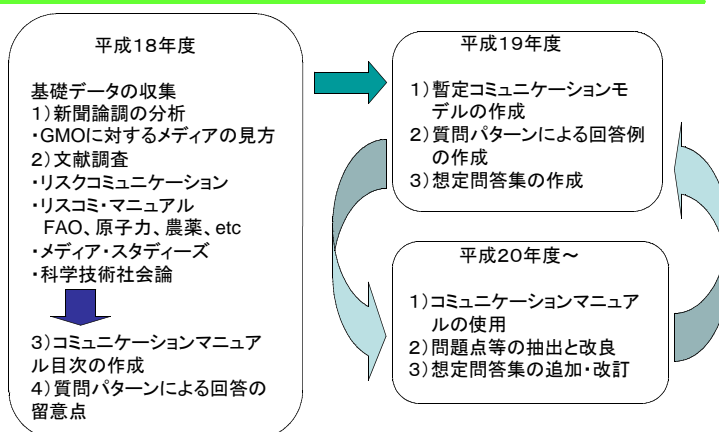 平成18年度
基礎データの収集
1)新聞論調の分析
・GMOに対するメディアの見方
2)文献調査
・リスクコミュニケーション
・リスコミ・マニュアル
FAO、原子力、農薬、etc
・メディア・スタディーズ
・科学技術社会論
3)コミュニケーションマニュア
ル目次の作成
4)質問パターンによる回答の
留意点
平成19年度
1)暫定コミュニケーションモ
デルの作成
2)質問パターンによる回答例
の作成
3)想定問答集の作成
平成20年度～
1)コミュニケーションマニュア
ルの使用
2)問題点等の抽出と改良
3)想定問答集の追加・改訂